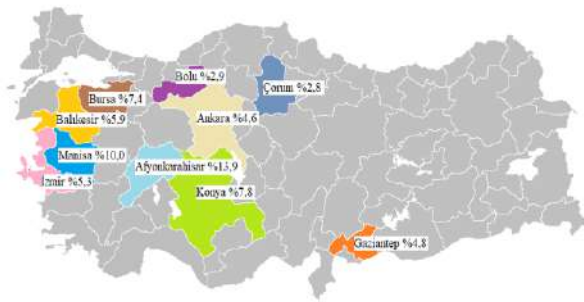 Bolu %2,9
Çorum %2,8
Bursa %7,4
Balıkesir %5,9
Ankara %4,6
Manisa %10,0
Afyonkarahisar %13,9
İzmir %5,3
Konya %7,8
Gaziantep %4,8